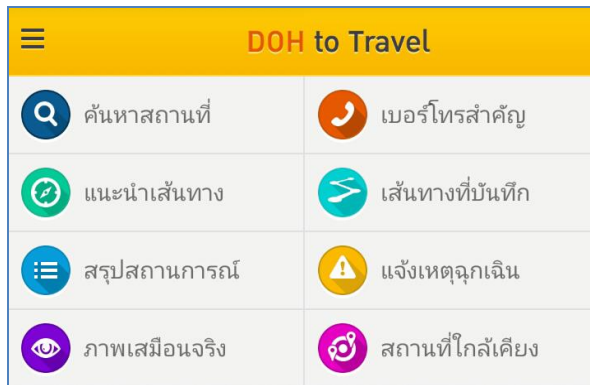 DOH to Travel
ค้นหาสถานที่ เบอร์โทรสำคัญ
แนะนำเส้นทาง เส้นทางที่บันทึก
สรุปสถานการณ์ แจ้งเหตุฉุกเฉิน
ภาพเสมือนจริง สถานที่ใกล้เคียง